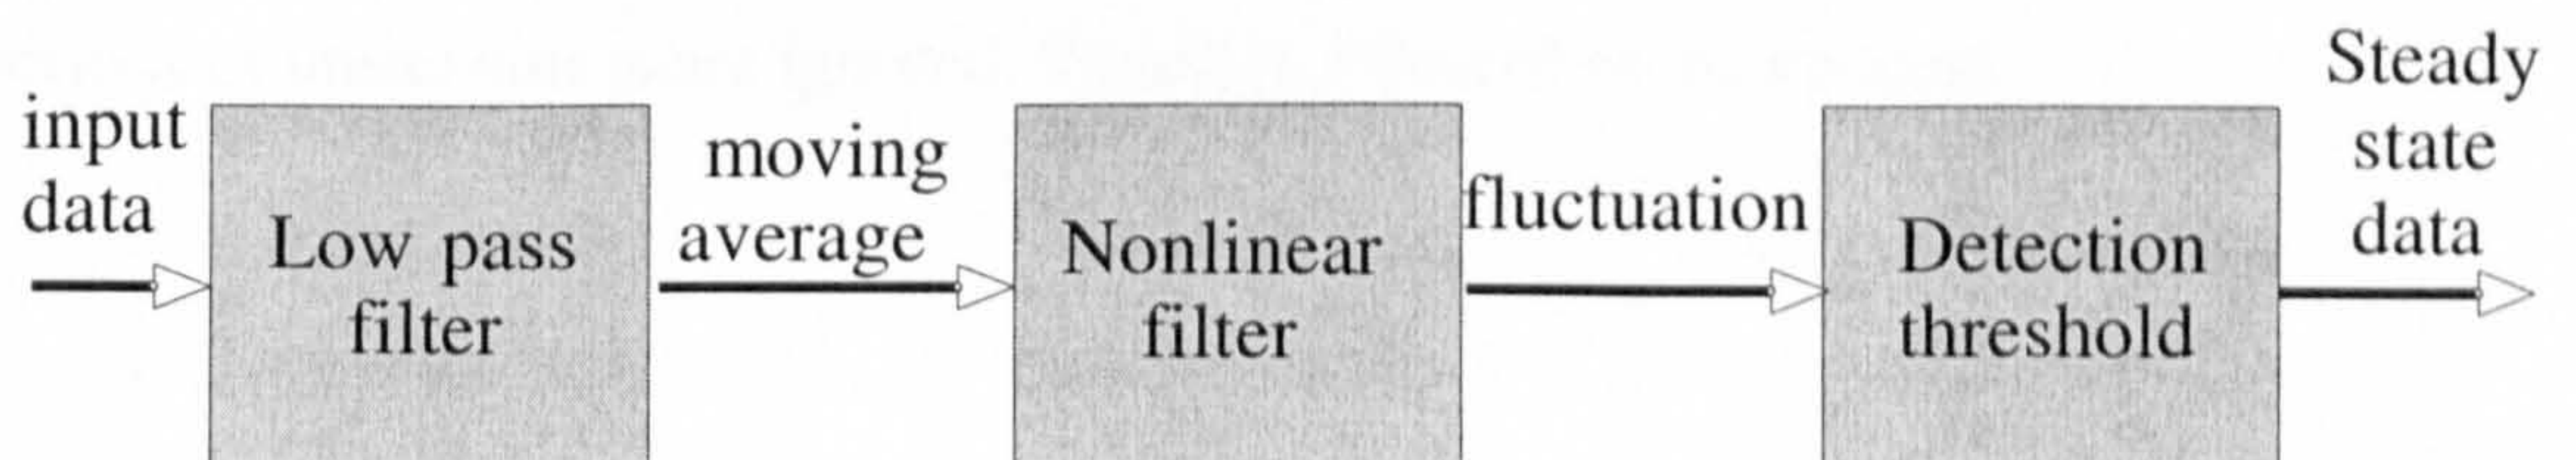 input
data
Low pass
filter
moving
average
Nonlinear
filter
fluctuation
Detection
threshold
Steady
state
data